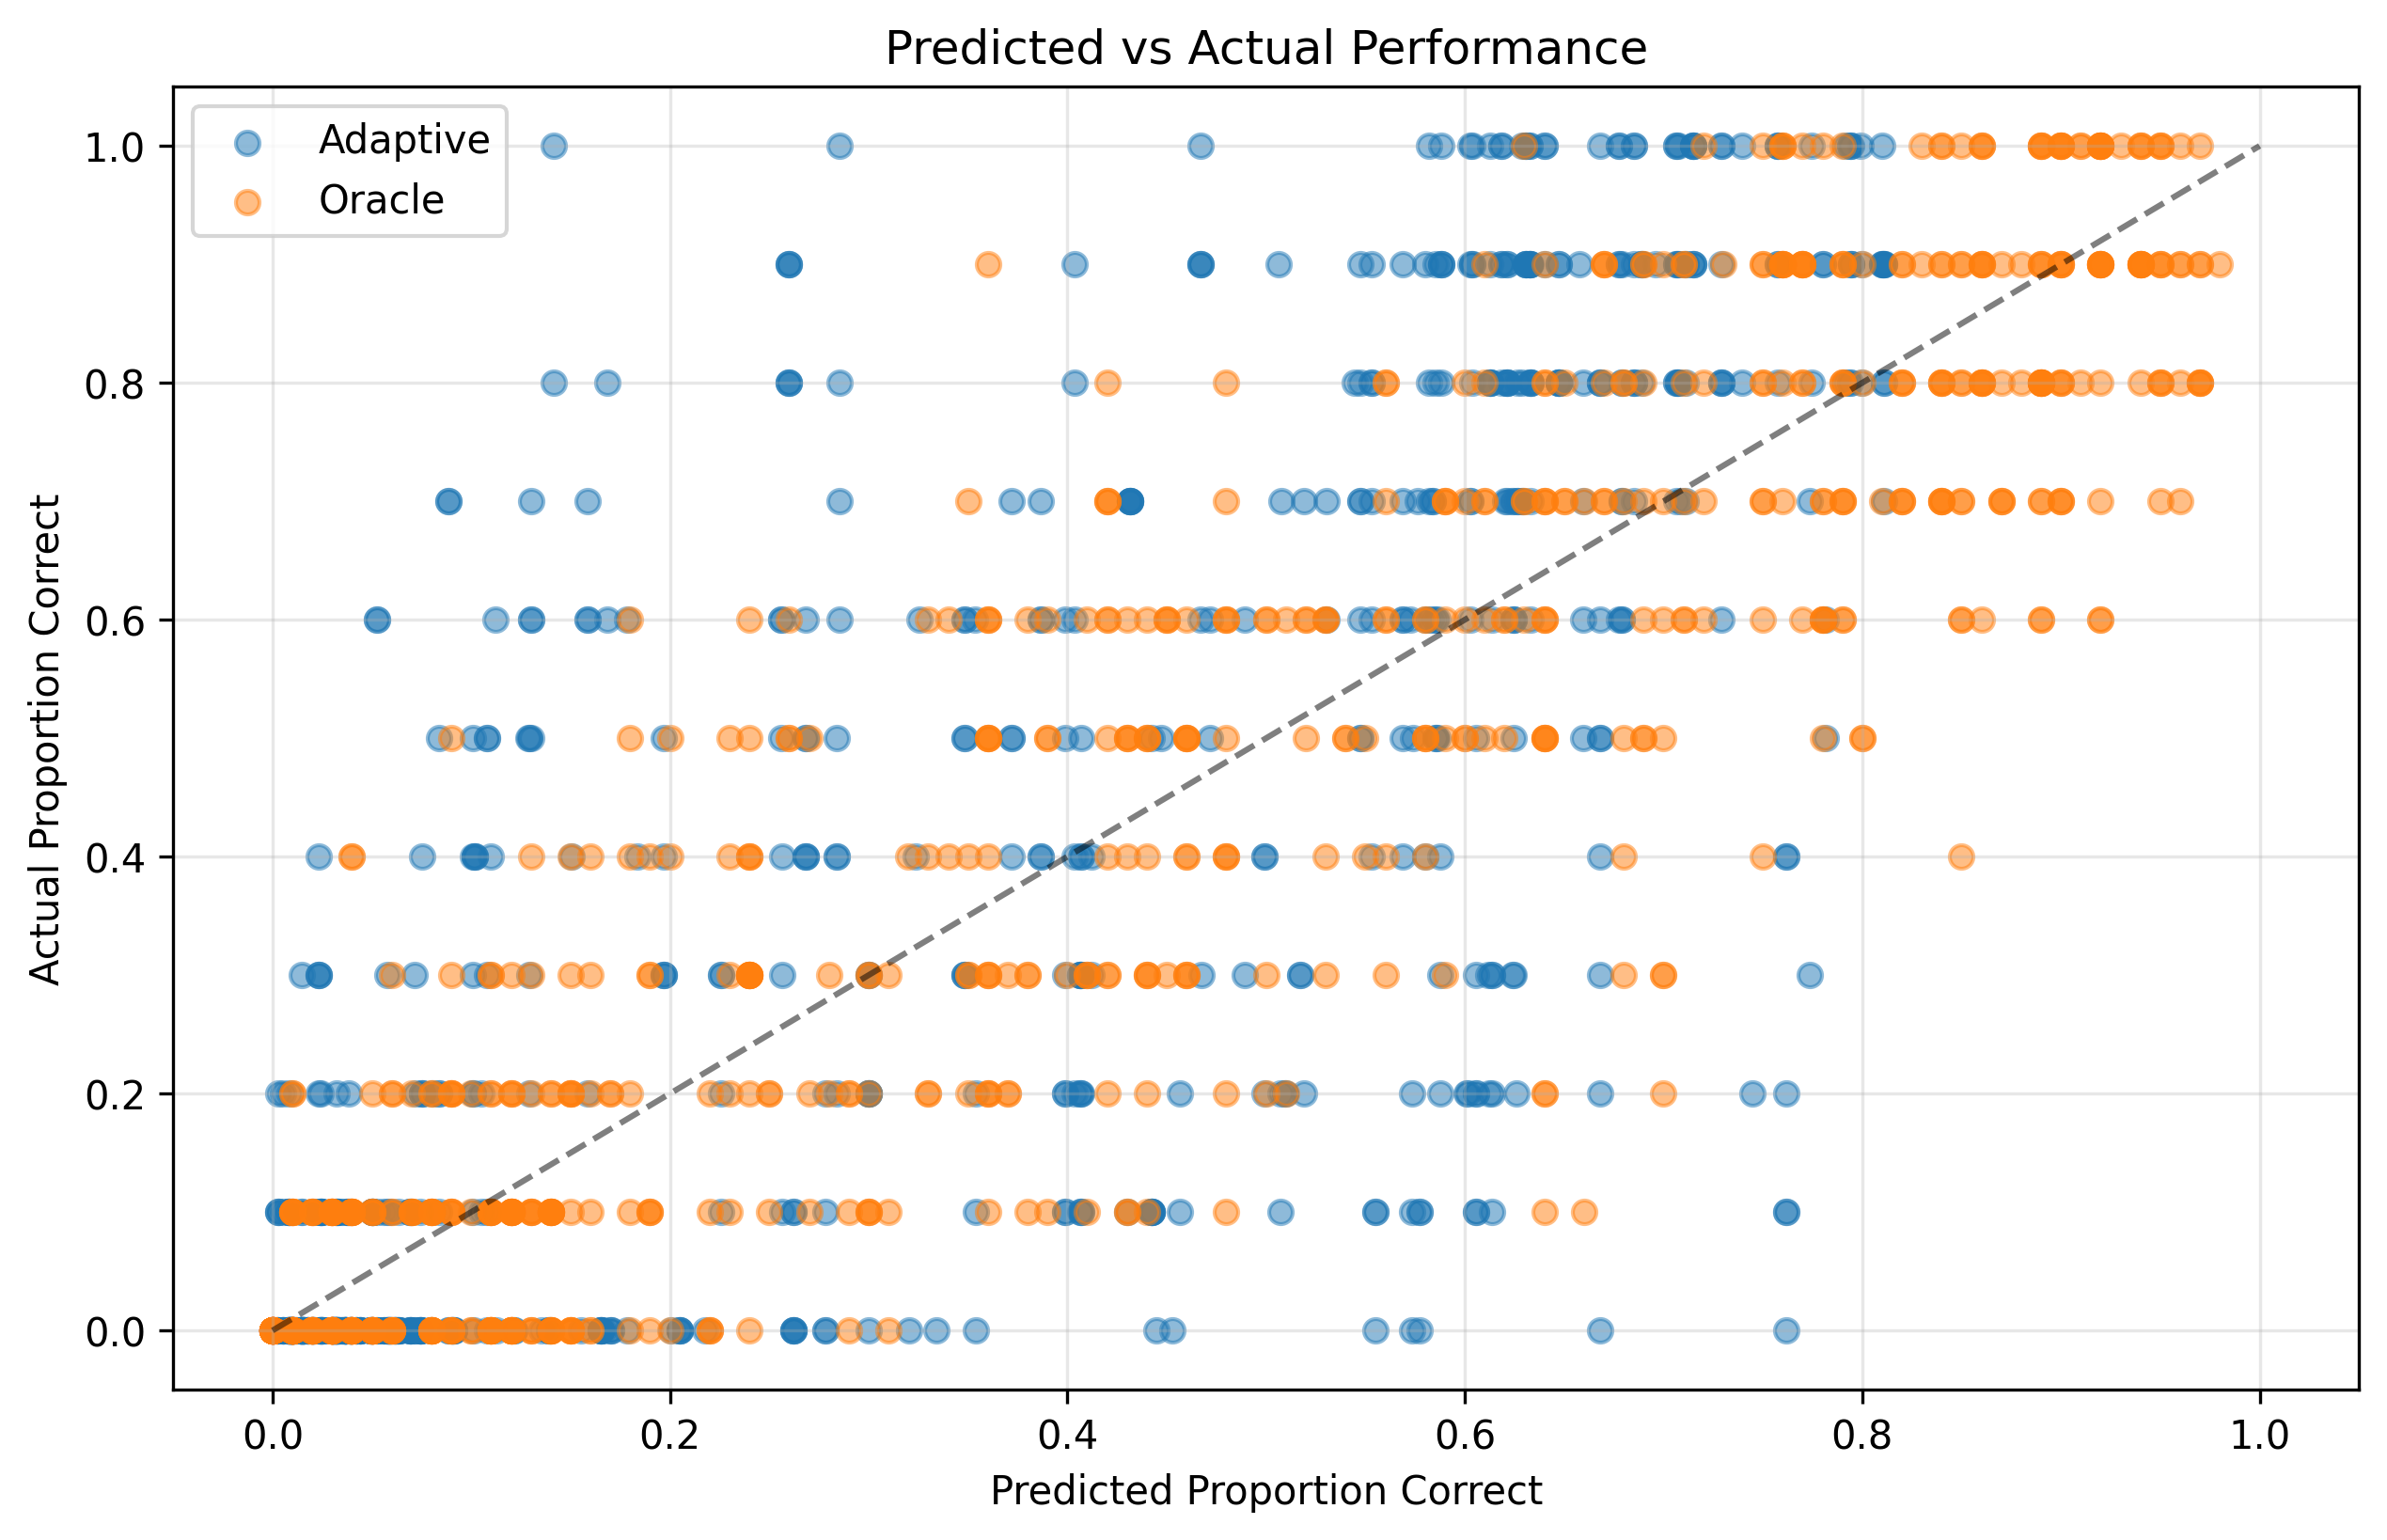 Predicted vs Actual Performance
Adaptive
Oracle
Actual Proportion Correct
1.0
0.8
0.6
0.4
0.2
0.0
0.0 0.2 0.4 0.6 0.8 1.0
Predicted Proportion Correct